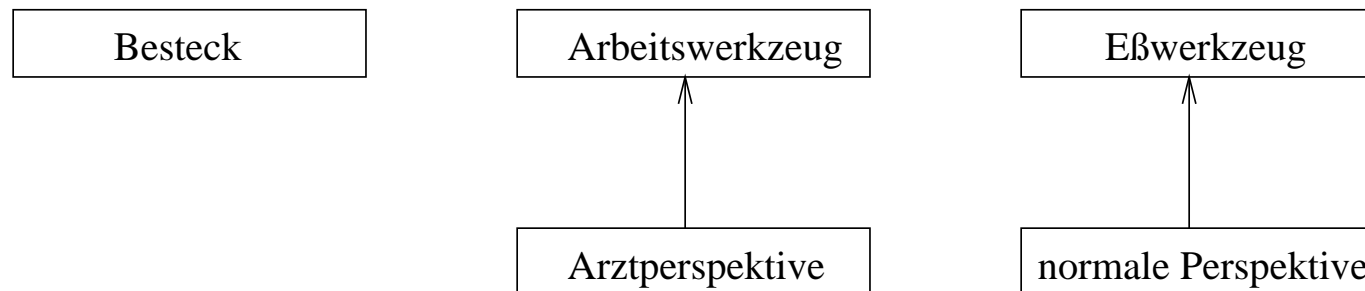 Besteck
Arbeitswerkzeug
Eßwerkzeug
Arztperspektive
normale Perspektive